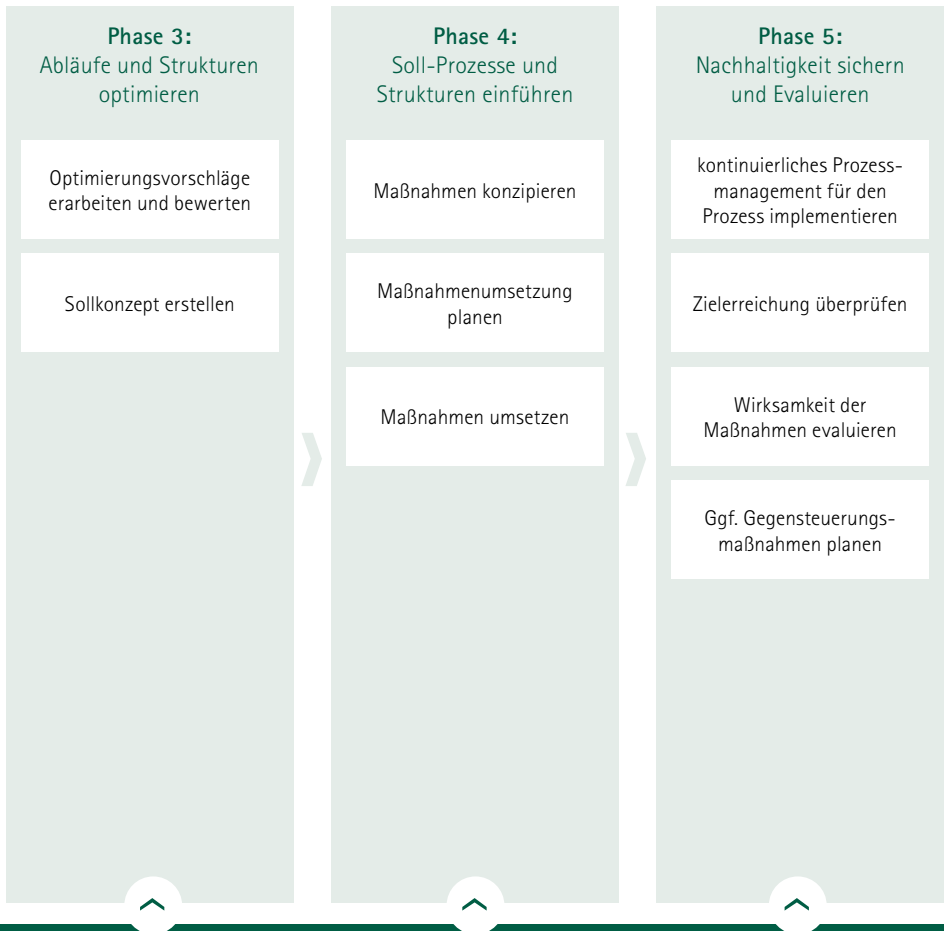 Phase 3:
Abläufe und Strukturen
optimieren
Optimierungsvorschläge
erarbeiten und bewerten
Sollkonzept erstellen
Phase 4:
Soll-Prozesse und
Strukturen einführen
Maßnahmen konzipieren
Maßnahmenumsetzung
planen
Maßnahmen umsetzen
Phase 5:
Nachhaltigkeit sichern
und Evaluieren
kontinuierliches Prozess-
management für den
Prozess implementieren
Zielerreichung überprüfen
Wirksamkeit der
Maßnahmen evaluieren
Ggf. Gegensteuerungs-
maßnahmen planen